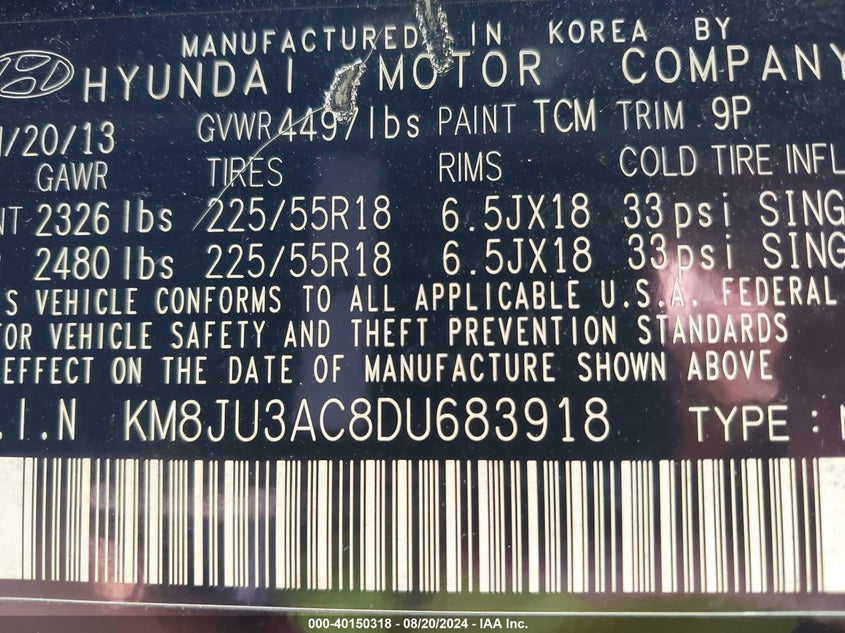 MANUFACTURED IN KOREA BY
HYUNDAI MOTOR COMPANY
/20/13 GVWR 4497lbs PAINT TCM TRIM 9P
GAWR TIRES RIMS COLD TIRE INFL
NT 2326 lbs 225/55R18 6.5JX18 33psi SING
2480 lbs 225/55R18 6.5JX18 33psi SING
S VEHICLE CONFORMS TO ALL APPLICABLE U.S.A. FEDERAL
TOR VEHICLE SAFETY AND THEFT PREVENTION STANDARDS
EFFECT ON THE DATE OF MANUFACTURE SHOWN ABOVE
.I.N KM8JU3AC8DU683918 TYPE:
000-40150318 - 08/20/2024 - IAA Inc.